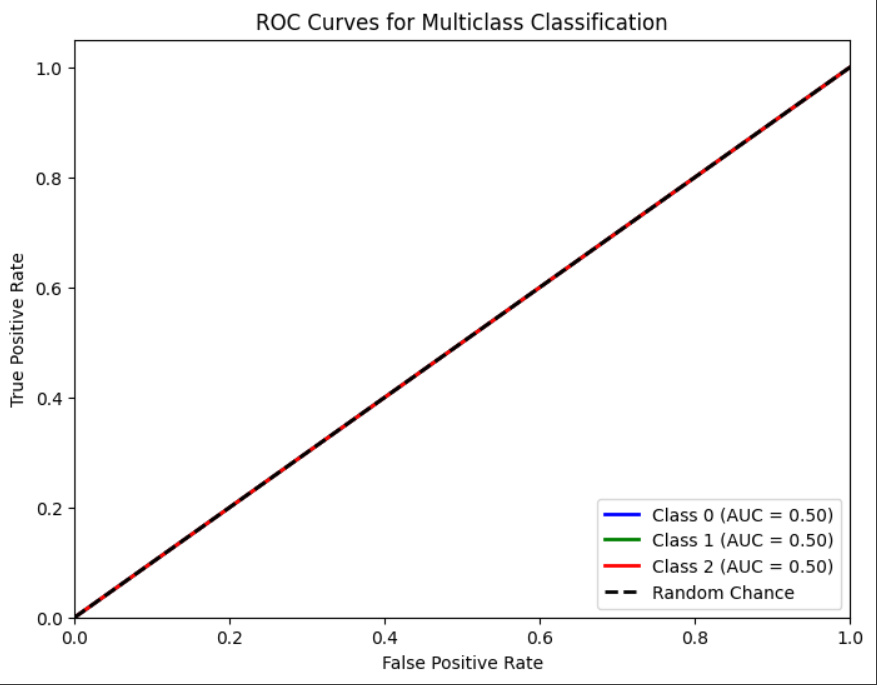 ROC Curves for Multiclass Classification
True Positive Rate
1.0
0.8
0.6
0.4
0.2
0.0
Class 0 (AUC = 0.50)
Class 1 (AUC = 0.50)
Class 2 (AUC = 0.50)
Random Chance
0.0 0.2 0.4 0.6 0.8 1.0
False Positive Rate